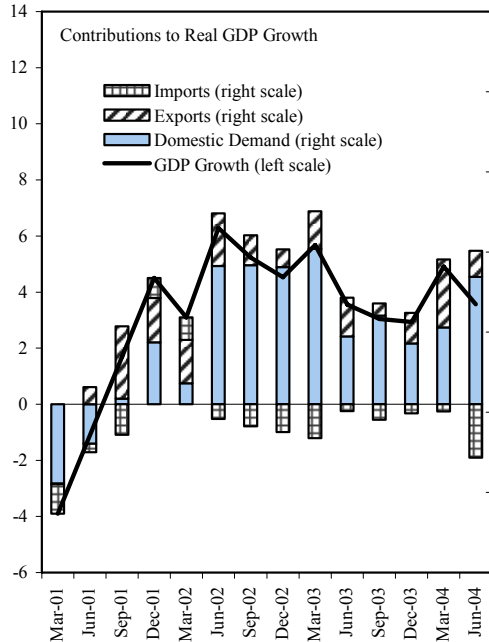 Contributions to Real GDP Growth
Imports (right scale)
Exports (right scale)
Domestic Demand (right scale)
GDP Growth (left scale)
14
12
10
8
6
4
2
0
-2
-4
-6
Mar-01
Jun-01
Sep-01
Dec-01
Mar-02
Jun-02
Sep-02
Dec-02
Mar-03
Jun-03
Sep-03
Dec-03
Mar-04
Jun-04